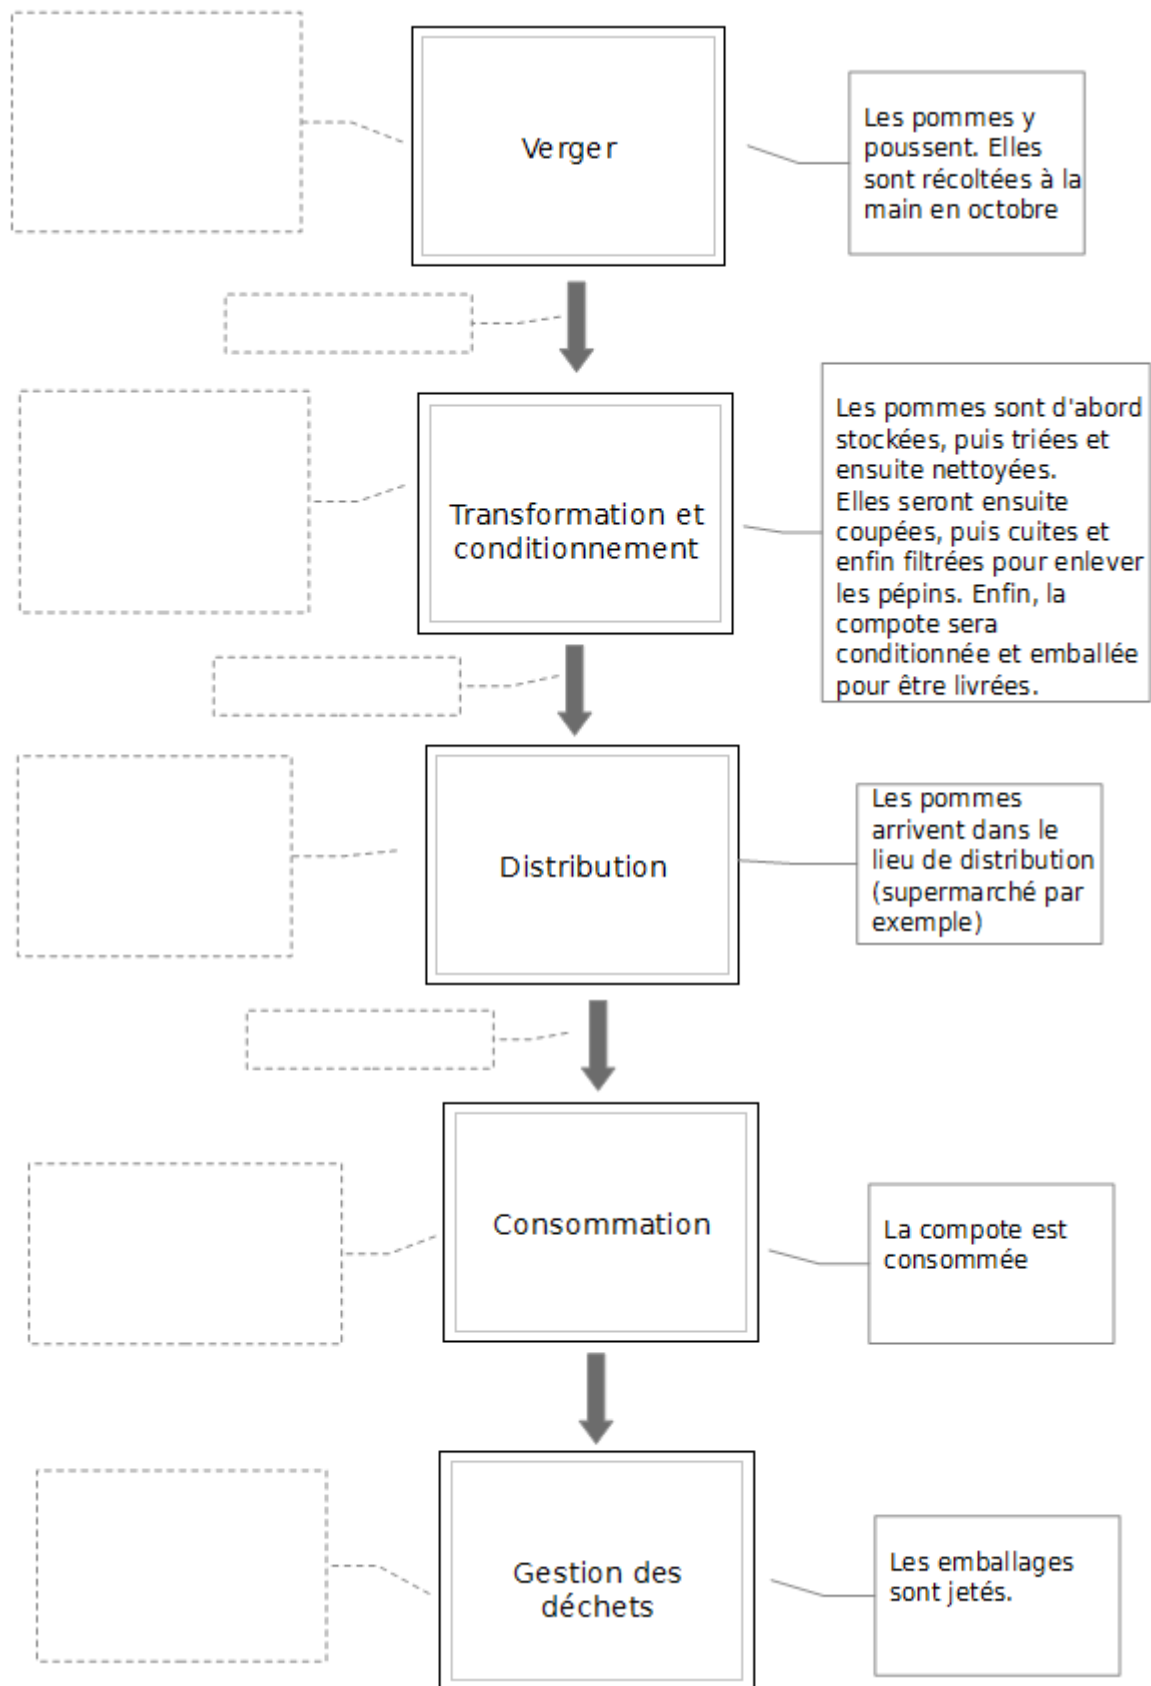 Verger
Les pommes y
poussent. Elles
sont récoltées à la
main en octobre
Transformation et
conditionnement
Les pommes sont d'abord
stockées, puis triées et
ensuite nettoyées.
Elles seront ensuite
coupées, puis cuites et
enfin filtrées pour enlever
les pépins. Enfin, la
compote sera
conditionnée et emballée
pour être livrées.
Distribution
Les pommes
arrivent dans le
lieu de distribution
(supermarché par
exemple)
Consommation
La compote est
consommée
Gestion des
déchets
Les emballages
sont jetés.